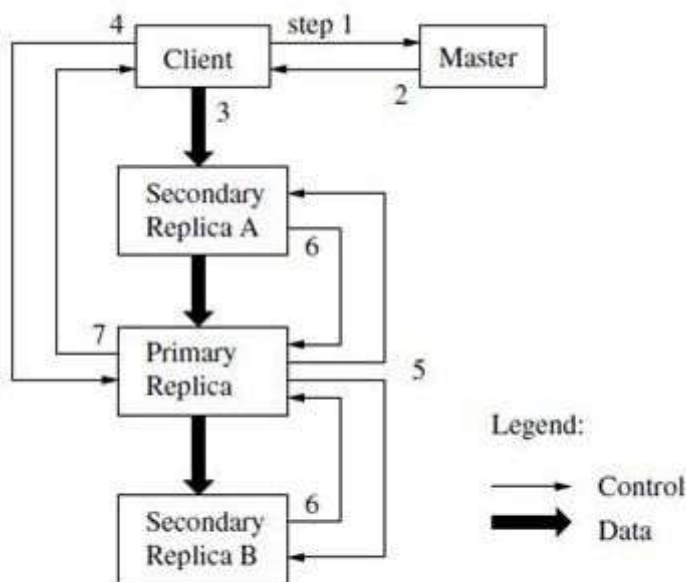 4
step 1
Client
Master
2
3
Secondary
Replica A
6
7
Primary
Replica
5
Legend:
6
Control
Secondary
Replica B
Data